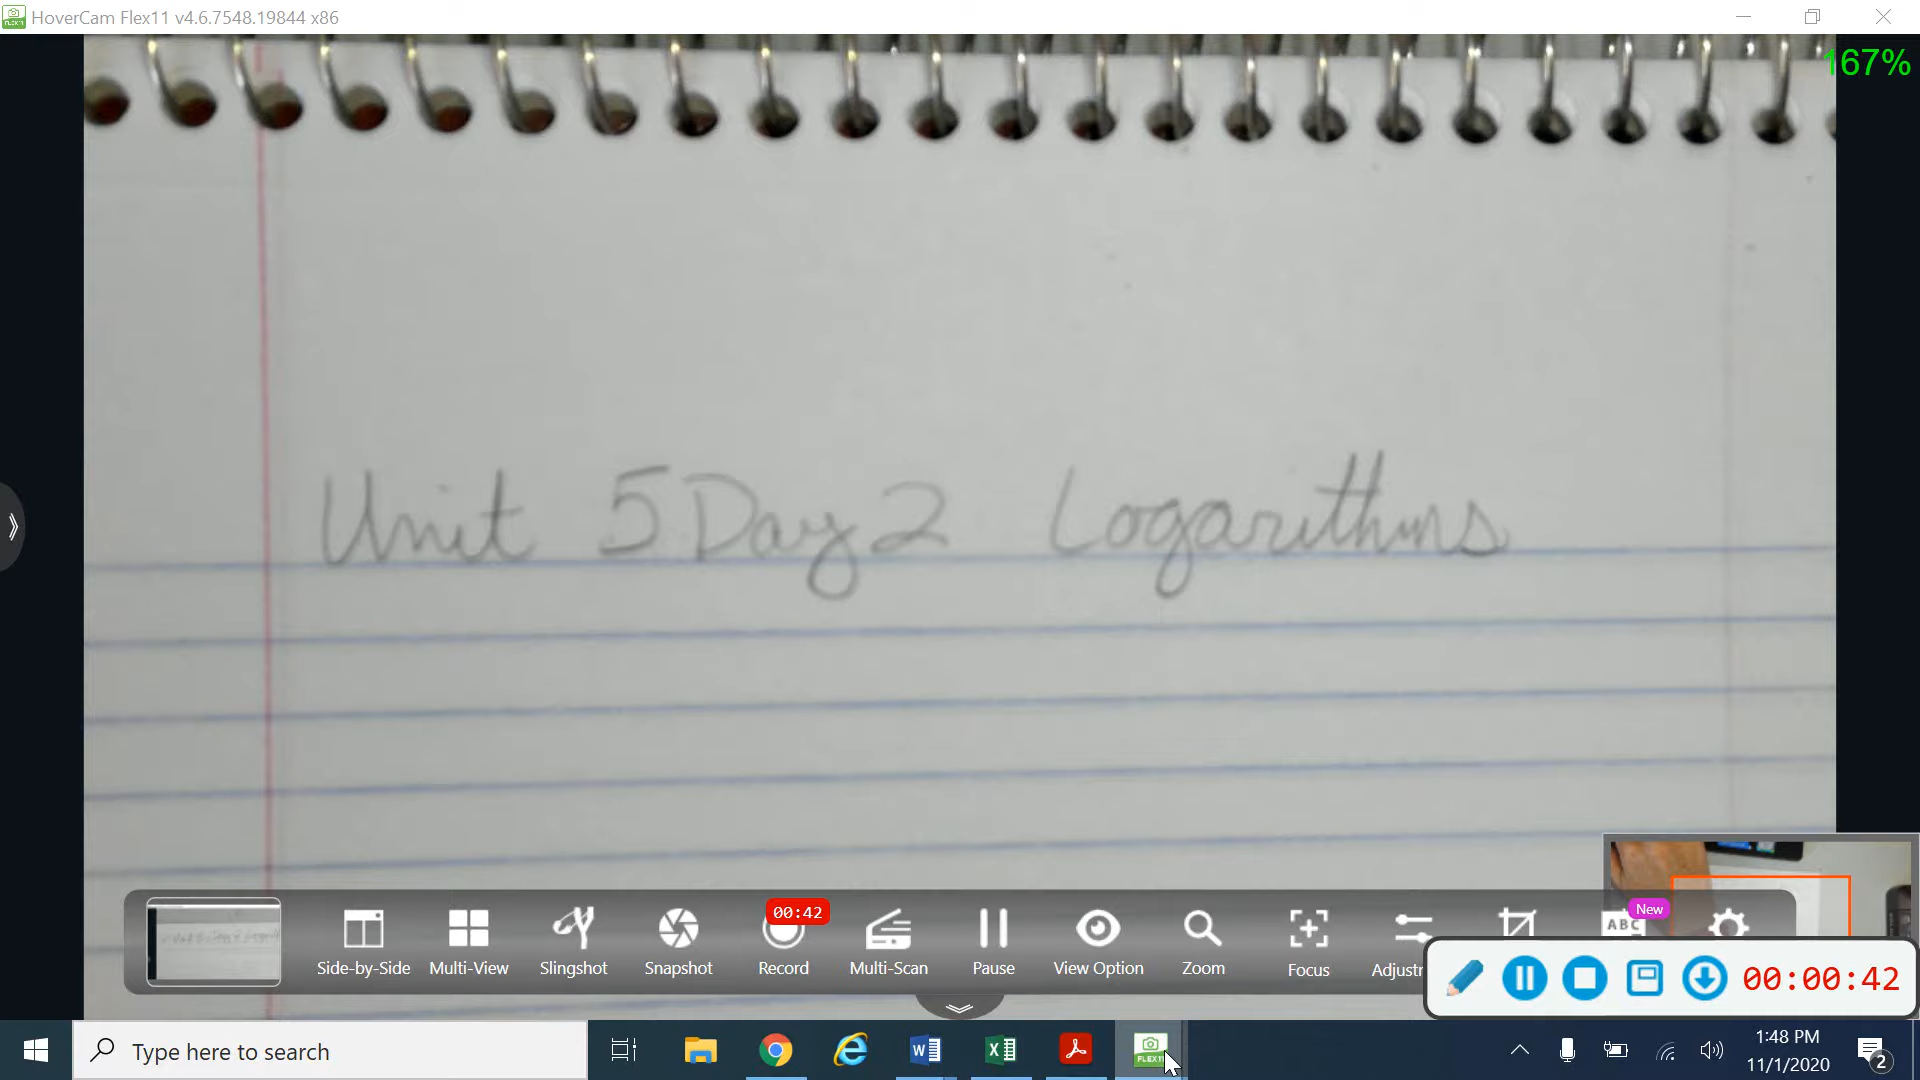 HoverCam Flex11 v4.6.7548.19844 x86
167%
Unit 5 Day 2 Logarithms
00:42
New
ABC
Side-by-Side
Multi-View
Slingshot
Snapshot
Record
Multi-Scan
Pause
View Option
Zoom
Focus
00:00:42
Type here to search
FLEX11
1:48 PM
11/1/2020
2